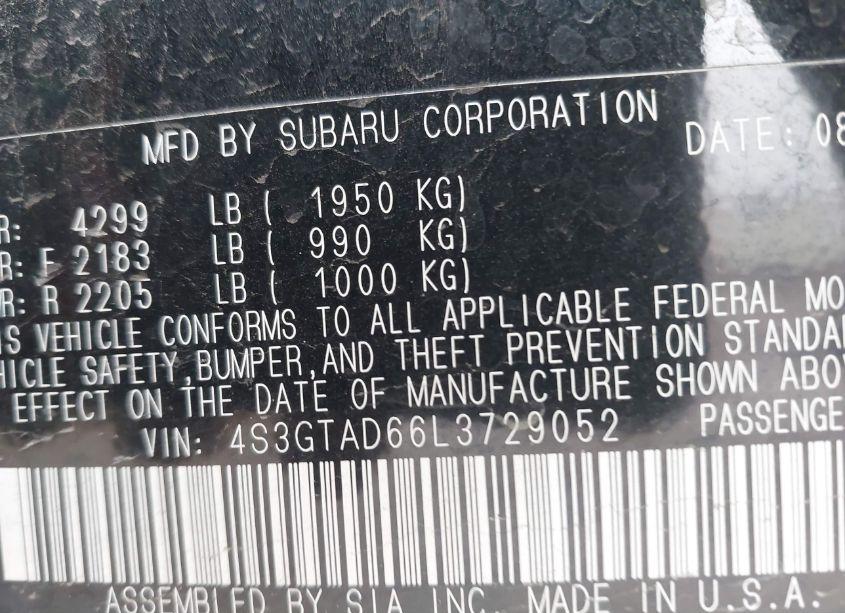 MFD BY SUBARU CORPORATION DATE: 08
R: 4299 LB ( 1950 KG)
R: F 2183 LB ( 990 KG)
R: R 2205 LB ( 1000 KG)
IS VEHICLE CONFORMS TO ALL APPLICABLE FEDERAL MO
HICLE SAFETY,BUMPER,AND THEFT PREVENTION STANDAR
EFFECT ON THE DATE OF MANUFACTURE SHOWN ABOV
VIN: 4S3GTAD66L3729052 PASSENGE
ASSEMBLED BY SIA INC. MADE IN U.S.A.